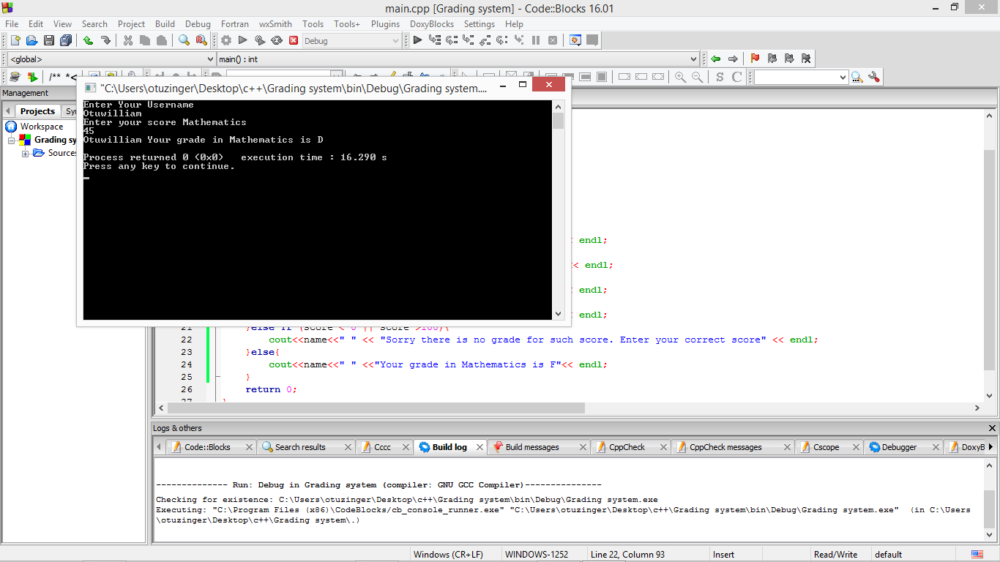 main.cpp [Grading system] - Code::Blocks 16.01
File Edit View Search Project Build Debug Fortran wxSmith Tools Tools+ Plugins DoxyBlocks Settings Help
Debug
<global> main() : int
/** *<
S C
Management
"C:\Users\otuzinger\Desktop\c++\Grading system\bin\Debug\Grading system....
Projects Sy
Workspace
Grading sy
Sources
Enter Your Username
Otuwilliam
Enter your score Mathematics
45
Otuwilliam Your grade in Mathematics is D
Process returned 0 (0x0)   execution time : 16.290 s
Press any key to continue.
endl;
< endl;
endl;
endl;
21 }else if (score < 0 || score >100){
22 cout<<name<<" " << "Sorry there is no grade for such score. Enter your correct score" << endl;
23 }else{
24 cout<<name<<" " <<"Your grade in Mathematics is F"<< endl;
25 }
26 return 0;
27 }
Logs & others
Code::Blocks Search results Cccc Build log Build messages CppCheck CppCheck messages Cscope Debugger DoxyB
-------------- Run: Debug in Grading system (compiler: GNU GCC Compiler)---------------
Checking for existence: C:\Users\otuzinger\Desktop\c++\Grading system\bin\Debug\Grading system.exe
Executing: "C:\Program Files (x86)\CodeBlocks/cb_console_runner.exe" "C:\Users\otuzinger\Desktop\c++\Grading system\bin\Debug\Grading system.exe"  (in C:\Users
\otuzinger\Desktop\c++\Grading system\.)
Windows (CR+LF) WINDOWS-1252 Line 22, Column 93 Insert Read/Write default